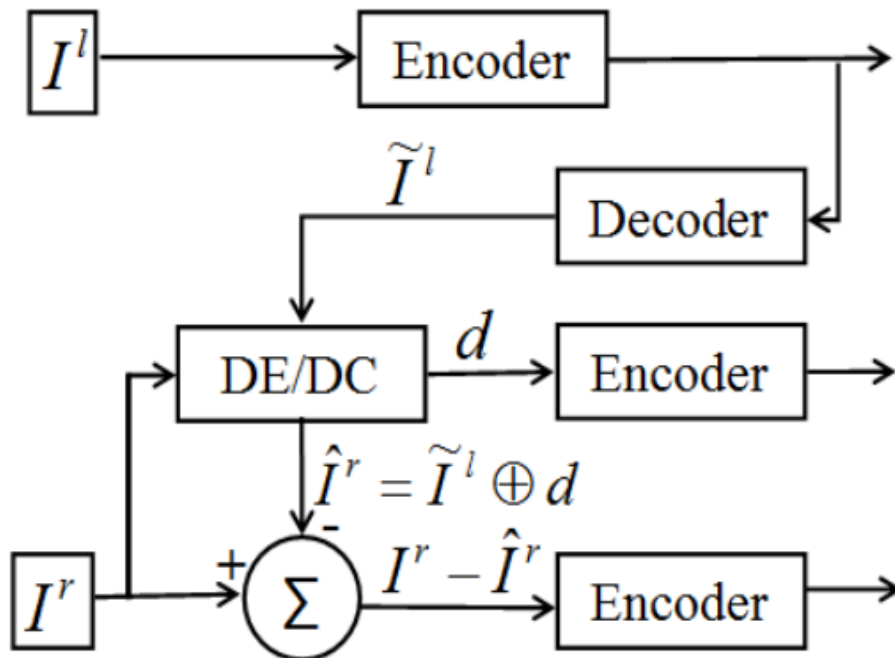 I^l
Encoder
Ĩ^l
Decoder
DE/DC
d
Encoder
Î^r = Ĩ^l ⊕ d
-
I^r
+
Σ
I^r − Î^r
Encoder